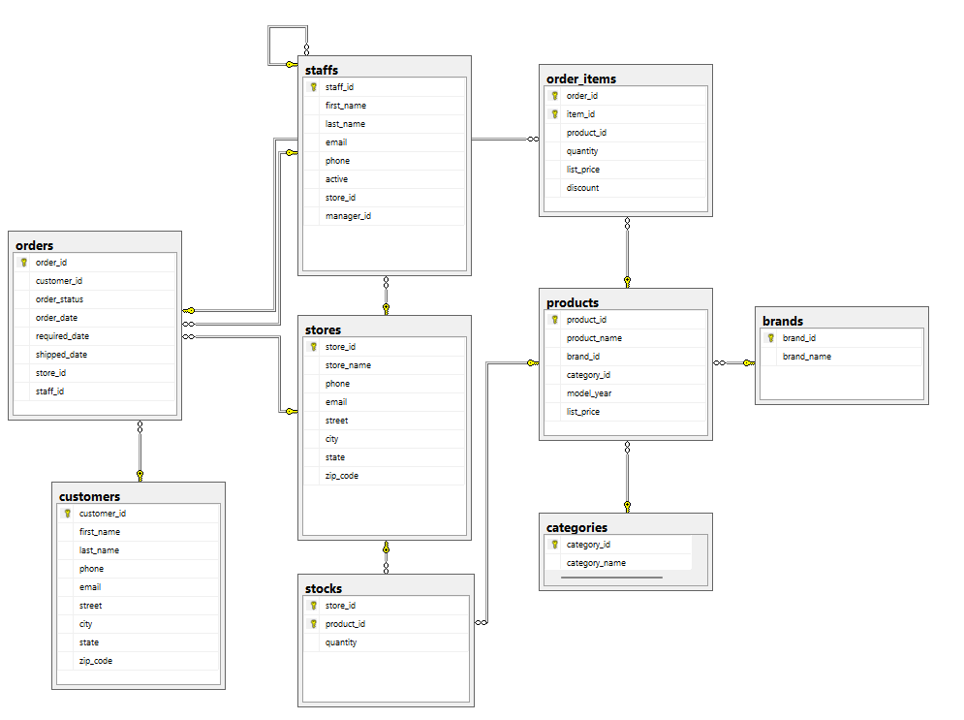 staffs
staff_id
first_name
last_name
email
phone
active
store_id
manager_id
order_items
order_id
item_id
product_id
quantity
list_price
discount
orders
order_id
customer_id
order_status
order_date
required_date
shipped_date
store_id
staff_id
stores
store_id
store_name
phone
email
street
city
state
zip_code
products
product_id
product_name
brand_id
category_id
model_year
list_price
brands
brand_id
brand_name
customers
customer_id
first_name
last_name
phone
email
street
city
state
zip_code
categories
category_id
category_name
stocks
store_id
product_id
quantity